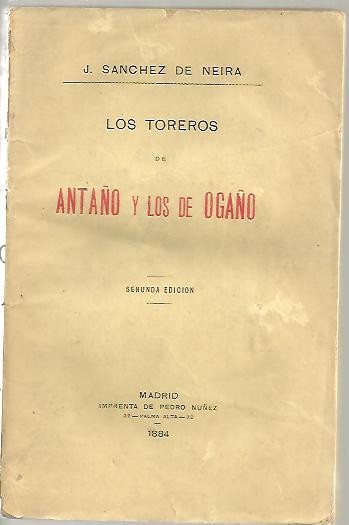 J. SANCHEZ DE NEIRA
LOS TOREROS
DE
ANTAÑO Y LOS DE OGAÑO
SEGUNDA EDICION
MADRID
IMPRENTA DE PEDRO NUÑEZ
32—PALMA ALTA—32
1884